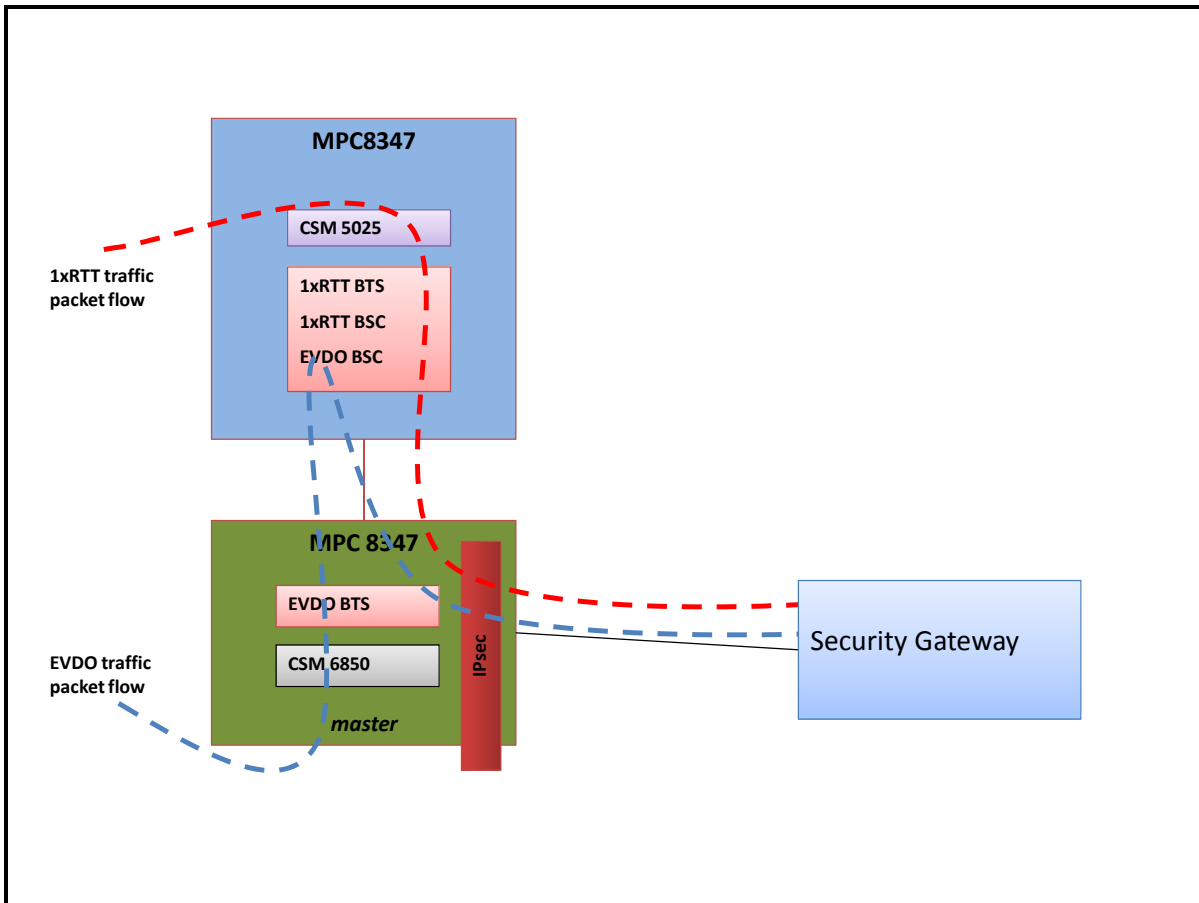 MPC8347
CSM 5025
1xRTT traffic
packet flow
1xRTT BTS
1xRTT BSC
EVDO BSC
MPC 8347
EVDO BTS
IPsec
Security Gateway
CSM 6850
EVDO traffic
packet flow
master